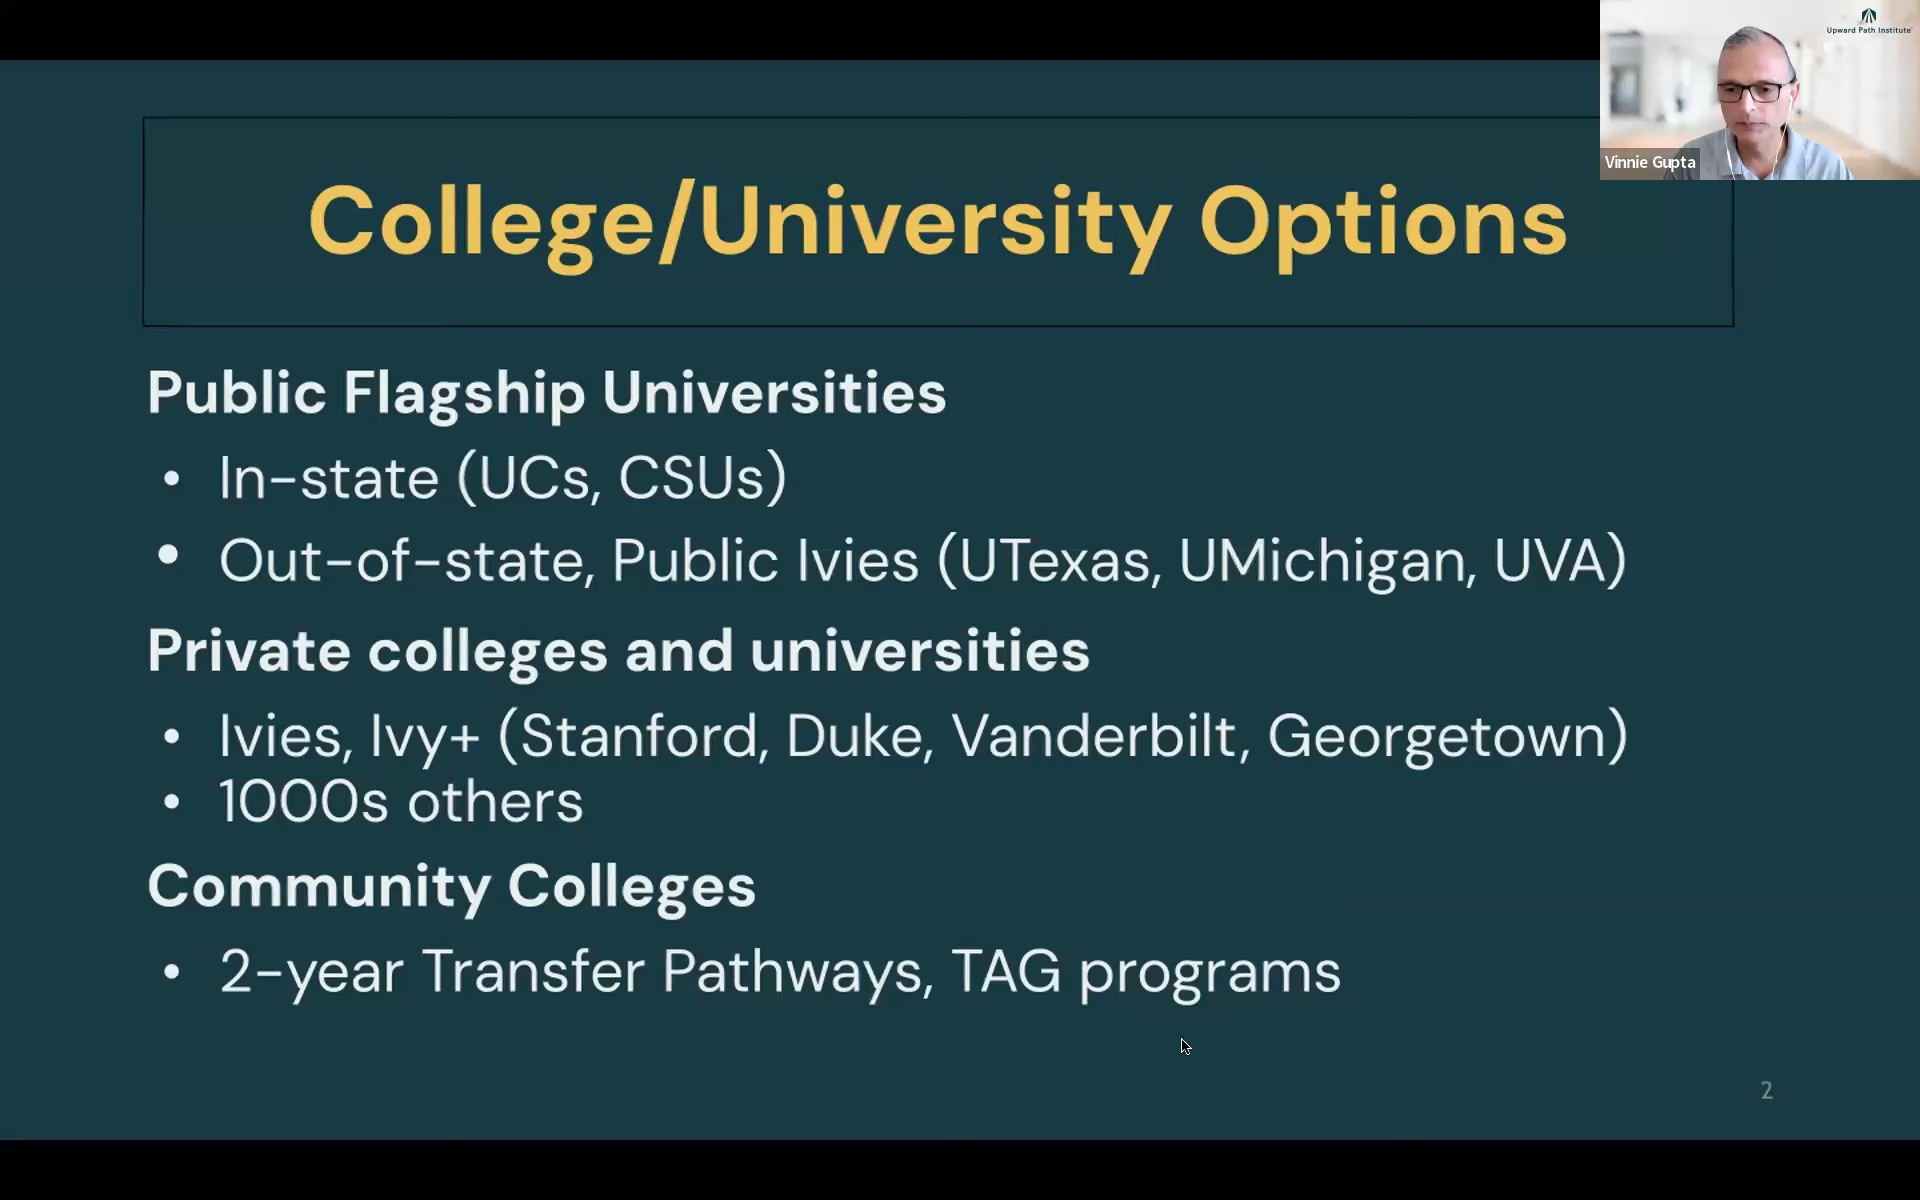 Upward Path Institute
Vinnie Gupta
College/University Options
Public Flagship Universities
• In-state (UCs, CSUs)
• Out-of-state, Public Ivies (UTexas, UMichigan, UVA)
Private colleges and universities
• Ivies, Ivy+ (Stanford, Duke, Vanderbilt, Georgetown)
• 1000s others
Community Colleges
• 2-year Transfer Pathways, TAG programs
2